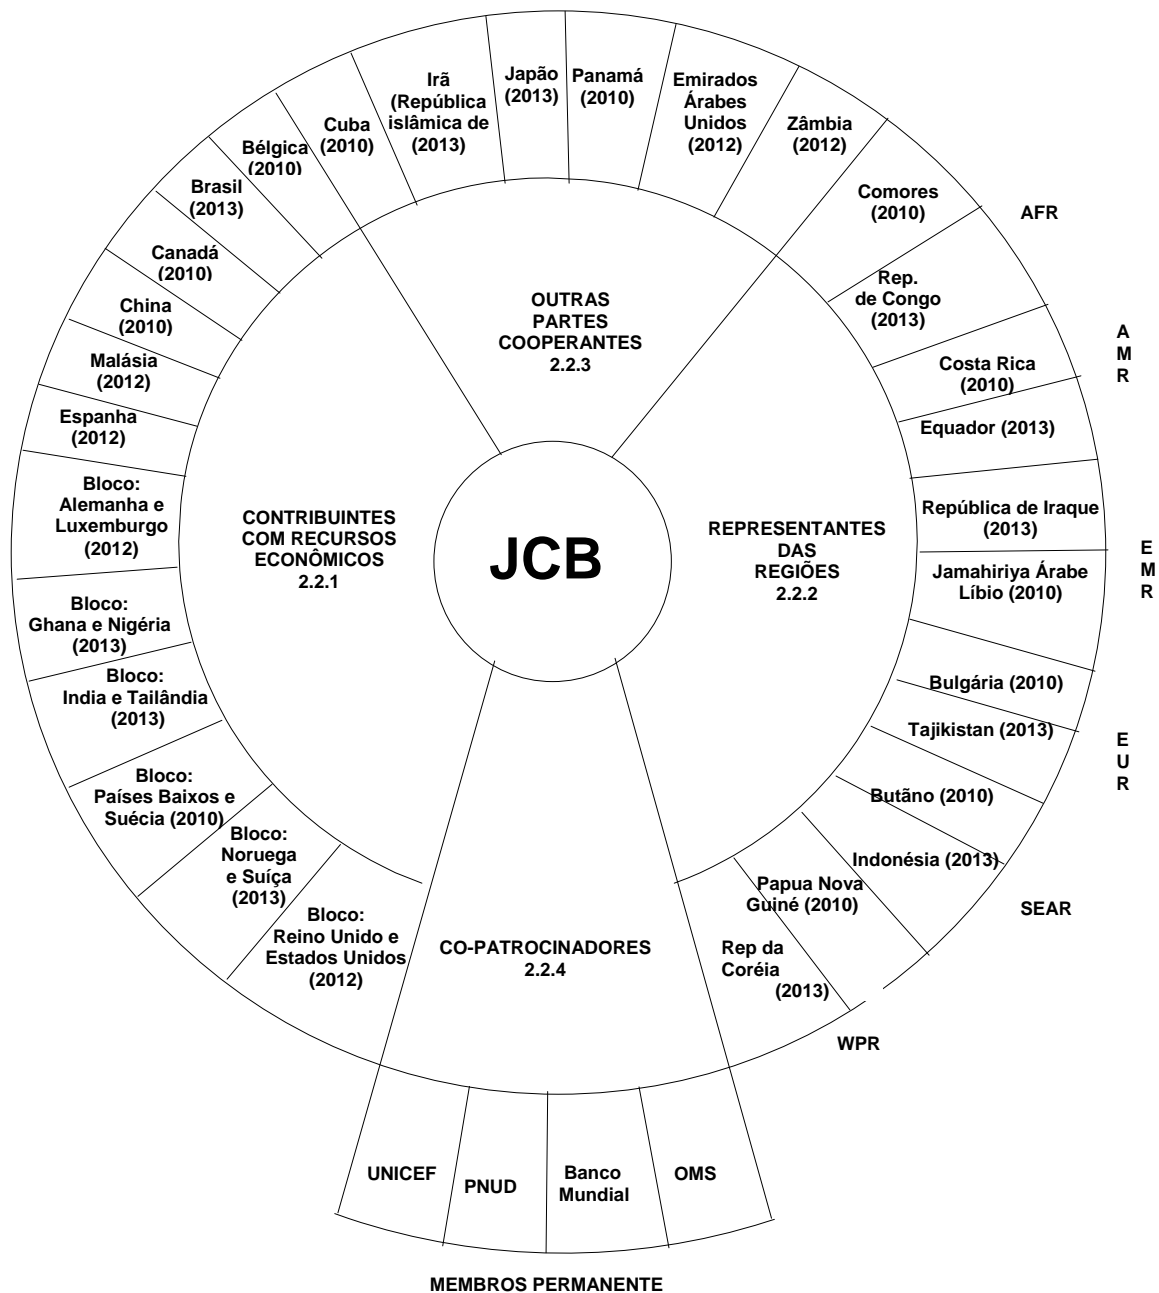 Irã
(República
islâmica de
(2013)
Japão
(2013)
Panamá
(2010)
Emirados
Árabes
Unidos
(2012)
Zâmbia
(2012)
Cuba
(2010)
Bélgica
(2010)
Brasil
(2013)
Canadá
(2010)
China
(2010)
Malásia
(2012)
Espanha
(2012)
Bloco:
Alemanha e
Luxemburgo
(2012)
Bloco:
Ghana e Nigéria
(2013)
Bloco:
India e Tailândia
(2013)
Bloco:
Países Baixos e
Suécia (2010)
Bloco:
Noruega
e Suíça
(2013)
Bloco:
Reino Unido e
Estados Unidos
(2012)
OUTRAS
PARTES
COOPERANTES
2.2.3
CONTRIBUINTES
COM RECURSOS
ECONÔMICOS
2.2.1
JCB
REPRESENTANTES
DAS
REGIÕES
2.2.2
CO-PATROCINADORES
2.2.4
Comores
(2010)
AFR
Rep.
de Congo
(2013)
Costa Rica
(2010)
A
M
R
Equador (2013)
República de Iraque
(2013)
Jamahiriya Árabe
Líbio (2010)
E
M
R
Bulgária (2010)
Tajikistan (2013)
E
U
R
Butãno (2010)
Indonésia (2013)
SEAR
Papua Nova
Guiné (2010)
Rep da
Coréia
(2013)
WPR
UNICEF
PNUD
Banco
Mundial
OMS
MEMBROS PERMANENTE